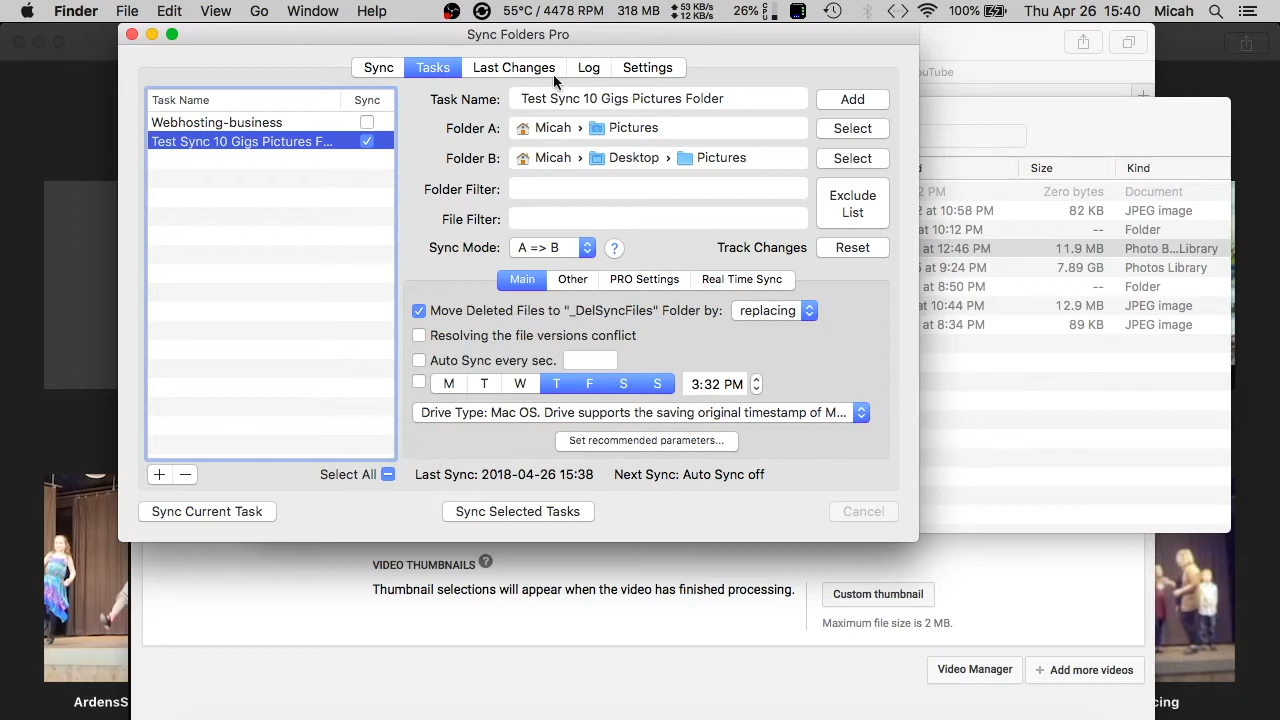 Finder File Edit View Go Window Help 55°C / 4478 RPM 318 MB 53 KB/s 12 KB/s 26% 100% Thu Apr 26 15:40 Micah
Sync Folders Pro
Sync Tasks Last Changes Log Settings
ouTube
Task Name Sync
Webhosting-business
Test Sync 10 Gigs Pictures F...
Task Name: Test Sync 10 Gigs Pictures Folder Add
Folder A: Micah › Pictures Select
Folder B: Micah › Desktop › Pictures Select
Folder Filter:
Exclude List
File Filter:
Sync Mode: A => B ? Track Changes Reset
Main Other PRO Settings Real Time Sync
Move Deleted Files to "_DelSyncFiles" Folder by: replacing
Resolving the file versions conflict
Auto Sync every sec.
M T W T F S S 3:32 PM
Drive Type: Mac OS. Drive supports the saving original timestamp of M...
Set recommended parameters...
+ − Select All Last Sync: 2018-04-26 15:38 Next Sync: Auto Sync off
Sync Current Task Sync Selected Tasks Cancel
d Size Kind
2 PM Zero bytes Document
2 at 10:58 PM 82 KB JPEG image
at 10:12 PM -- Folder
at 12:46 PM 11.9 MB Photo B...Library
5 at 9:24 PM 7.89 GB Photos Library
at 8:50 PM -- Folder
at 10:44 PM 12.9 MB JPEG image
at 8:34 PM 89 KB JPEG image
VIDEO THUMBNAILS ?
Thumbnail selections will appear when the video has finished processing. Custom thumbnail
Maximum file size is 2 MB.
Video Manager + Add more videos
ArdensS cing